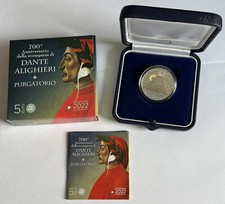 700°
Anniversario
della scomparsa di
DANTE
ALIGHIERI
PURGATORIO
2022
5
700°
Anniversario
della scomparsa di
DANTE
ALIGHIERI
PURGATORIO
2022
5